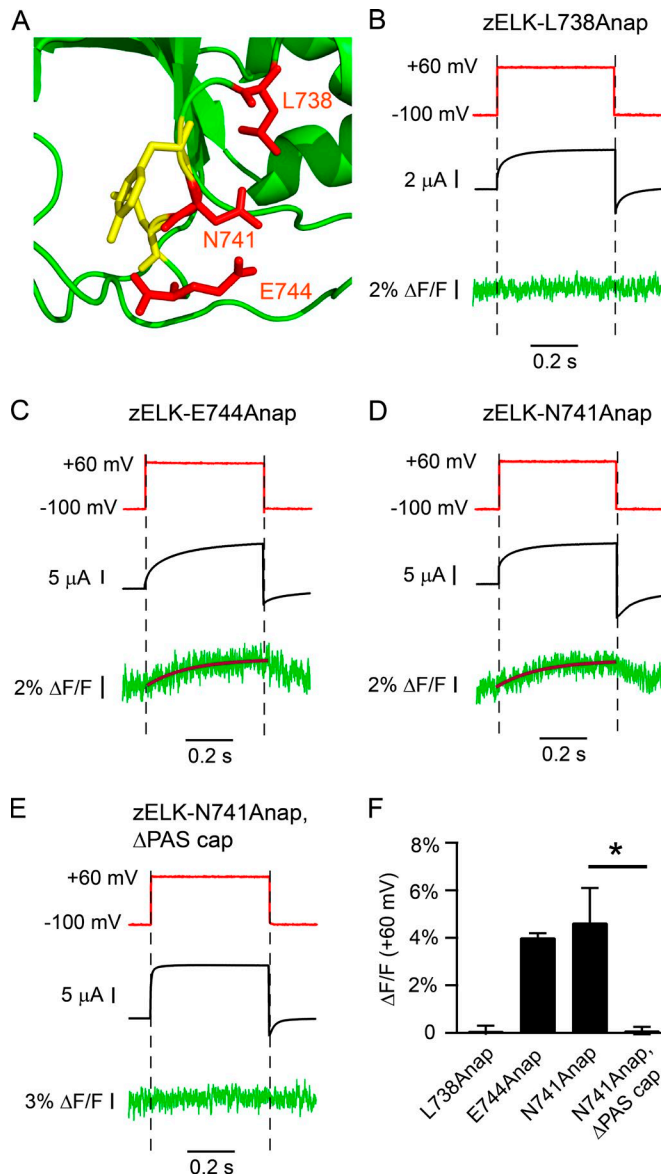 A
L738
N741
E744
B
zELK-L738Anap
+60 mV
-100 mV
2 μA
2% ΔF/F
0.2 s
C
zELK-E744Anap
+60 mV
-100 mV
5 μA
2% ΔF/F
0.2 s
D
zELK-N741Anap
+60 mV
-100 mV
5 μA
2% ΔF/F
0.2 s
E
zELK-N741Anap,
ΔPAS cap
+60 mV
-100 mV
5 μA
3% ΔF/F
0.2 s
F
ΔF/F (+60 mV)
8%
6%
4%
2%
0
*
L738Anap
E744Anap
N741Anap
N741Anap,
ΔPAS cap